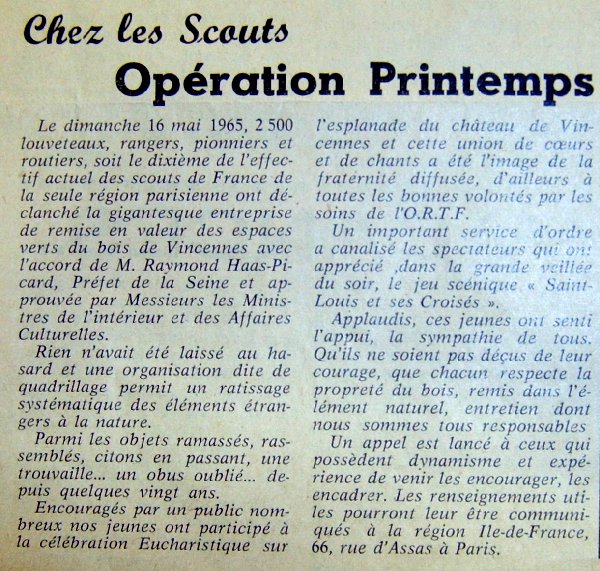 Chez les Scouts
Opération Printemps
Le dimanche 16 mai 1965, 2 500
louveteaux, rangers, pionniers et
routiers, soit le dixième de l'effec-
tif actuel des scouts de France de
la seule région parisienne ont dé-
clanché la gigantesque entreprise
de remise en valeur des espaces
verts du bois de Vincennes avec
l'accord de M. Raymond Haas-Pi-
card, Préfet de la Seine et ap-
prouvée par Messieurs les Minis-
tres de l'intérieur et des Affaires
Culturelles.
Rien n'avait été laissé au ha-
sard et une organisation dite de
quadrillage permit un ratissage
systématique des éléments étran-
gers à la nature.
Parmi les objets ramassés, ras-
semblés, citons en passant, une
trouvaille... un obus oublié... de-
puis quelques vingt ans.
Encouragés par un public nom-
breux nos jeunes ont participé à
la célébration Eucharistique sur
l'esplanade du château de Vin-
cennes et cette union de cœurs
et de chants a été l'image de la
fraternité diffusée, d'ailleurs à
toutes les bonnes volontés par les
soins de l'O.R.T.F.
Un important service d'ordre
a canalisé les spectateurs qui ont
apprécié ,dans la grande veillée
du soir, le jeu scénique « Saint-
Louis et ses Croisés ».
Applaudis, ces jeunes ont senti
l'appui, la sympathie de tous.
Qu'ils ne soient pas déçus de leur
courage, que chacun respecte la
propreté du bois, remis dans l'é-
lément naturel, entretien dont
nous sommes tous responsables
Un appel est lancé à ceux qui
possèdent dynamisme et expé-
rience de venir les encourager, les
encadrer. Les renseignements uti-
les pourront leur être communi-
qués à la région Ile-de-France,
66, rue d'Assas à Paris.